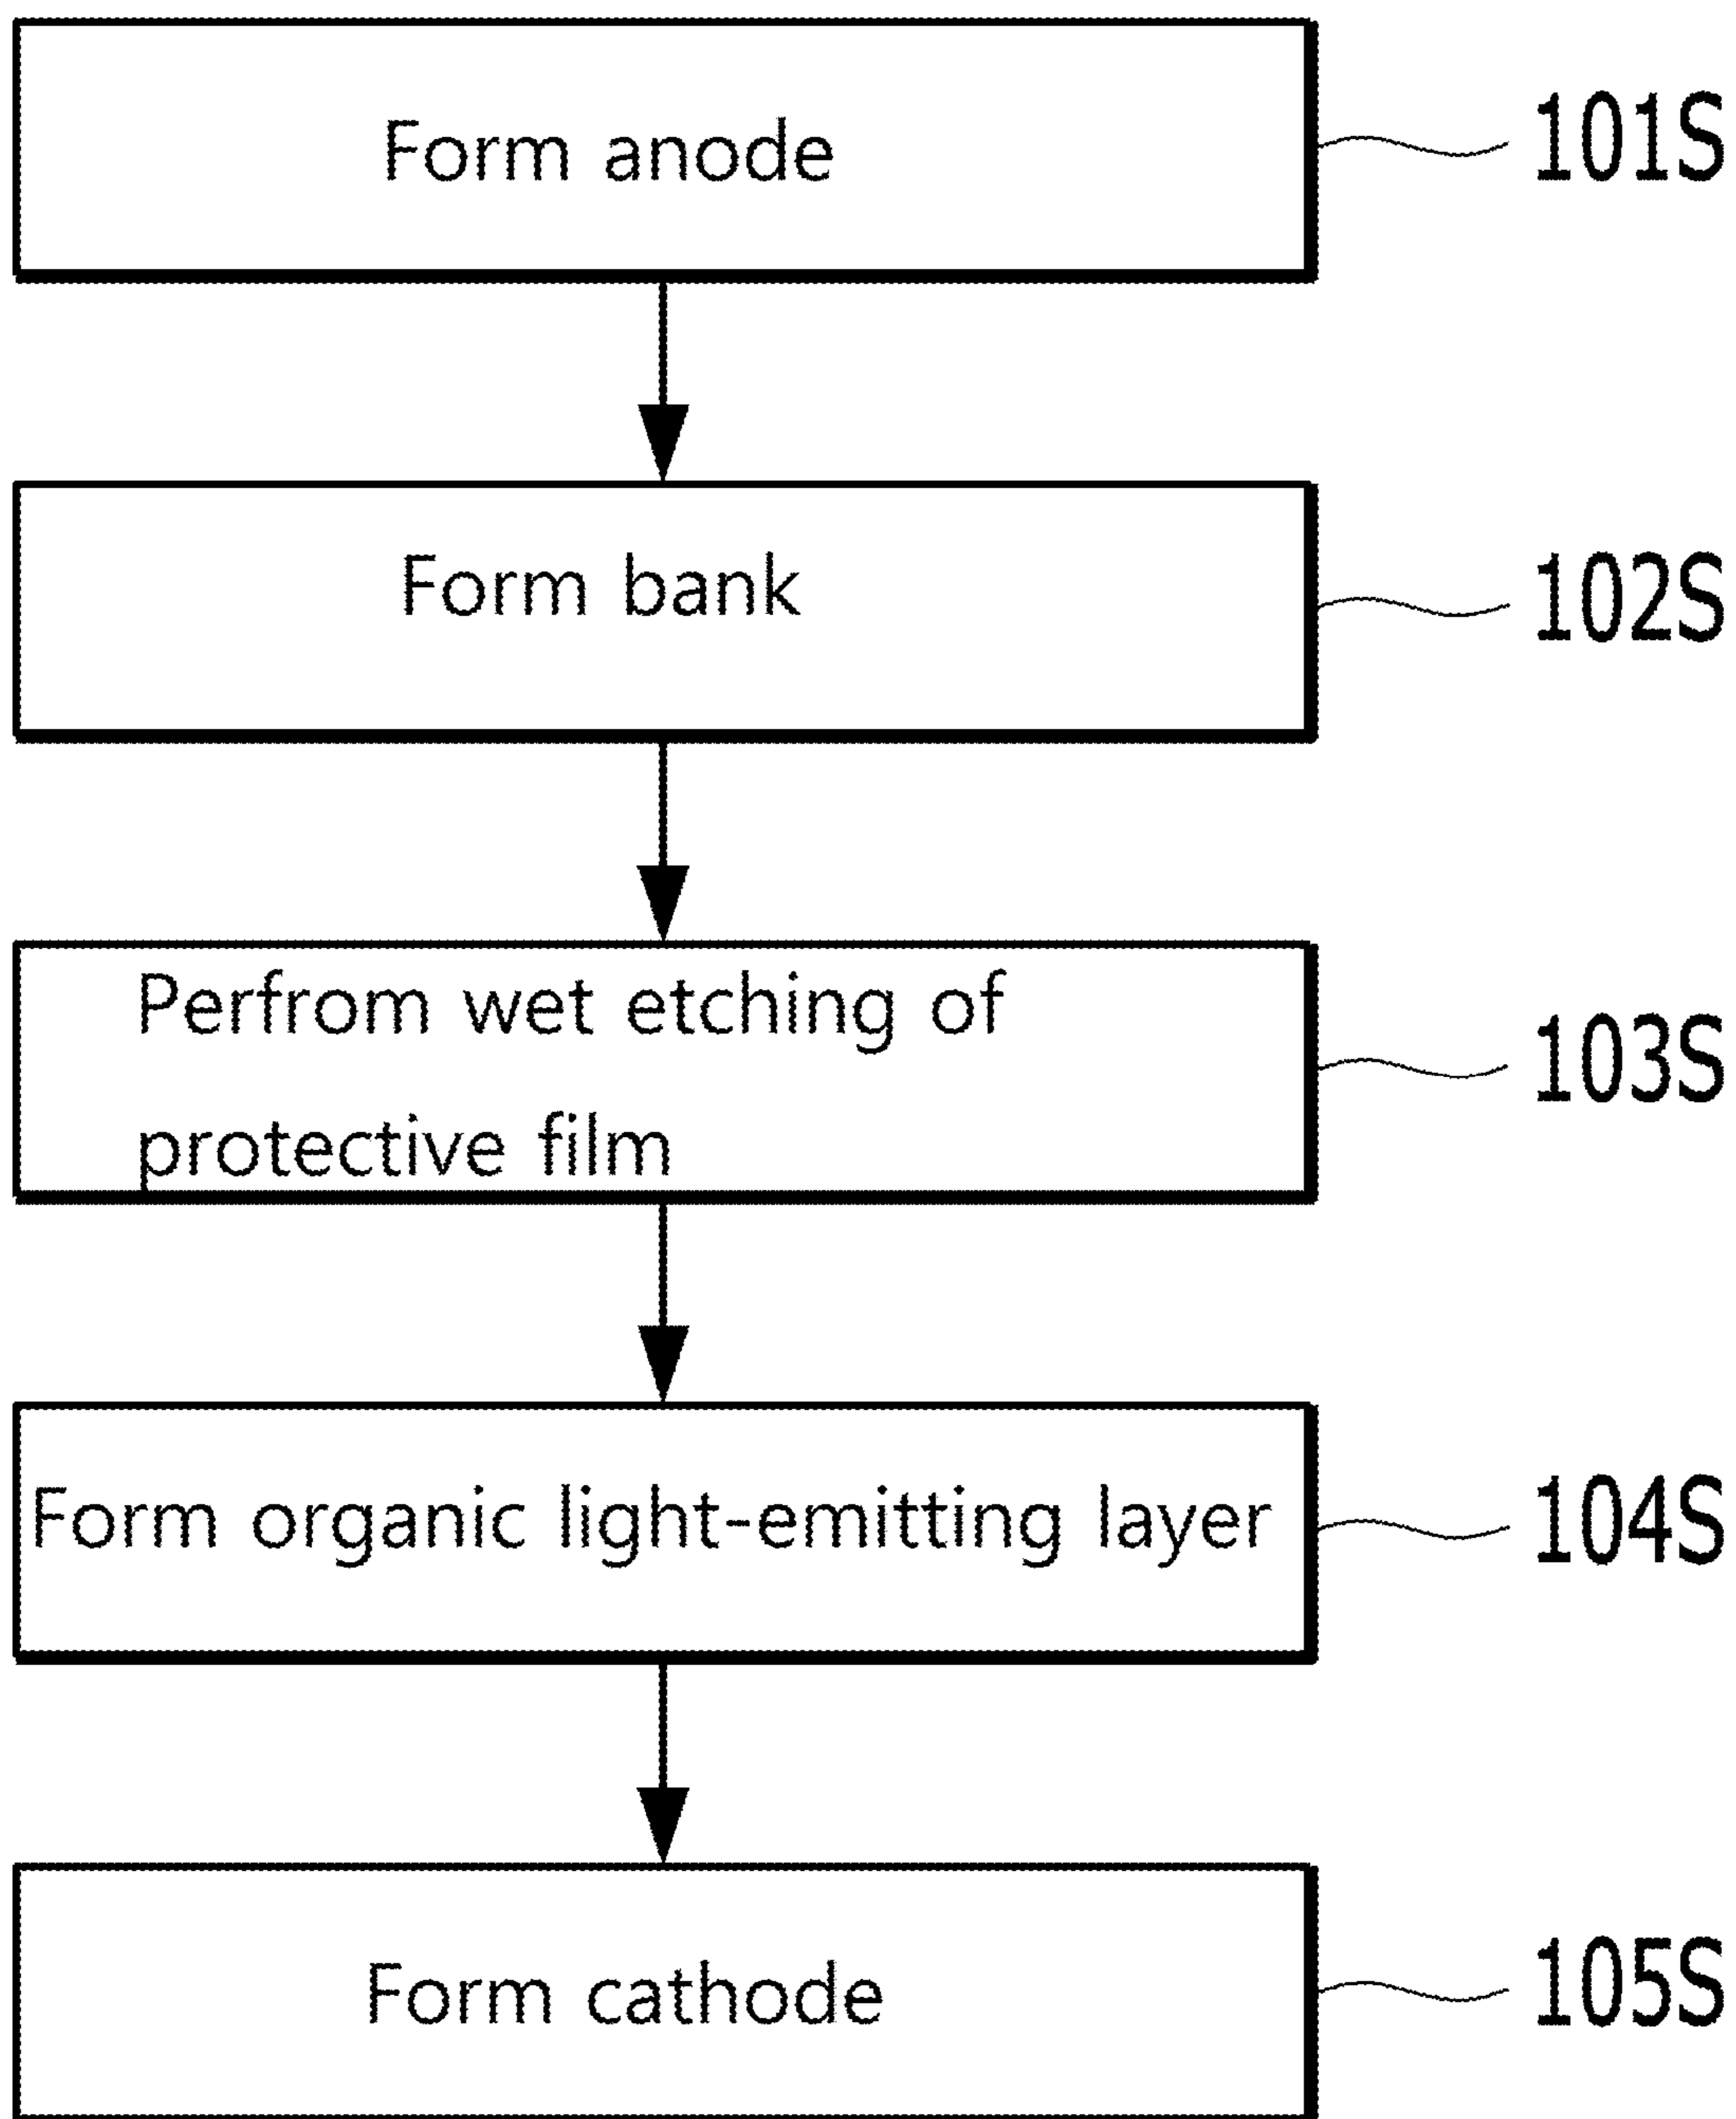 Form anode
101S
Form bank
102S
Perfrom wet etching of
protective film
103S
Form organic light-emitting layer
104S
Form cathode
105S